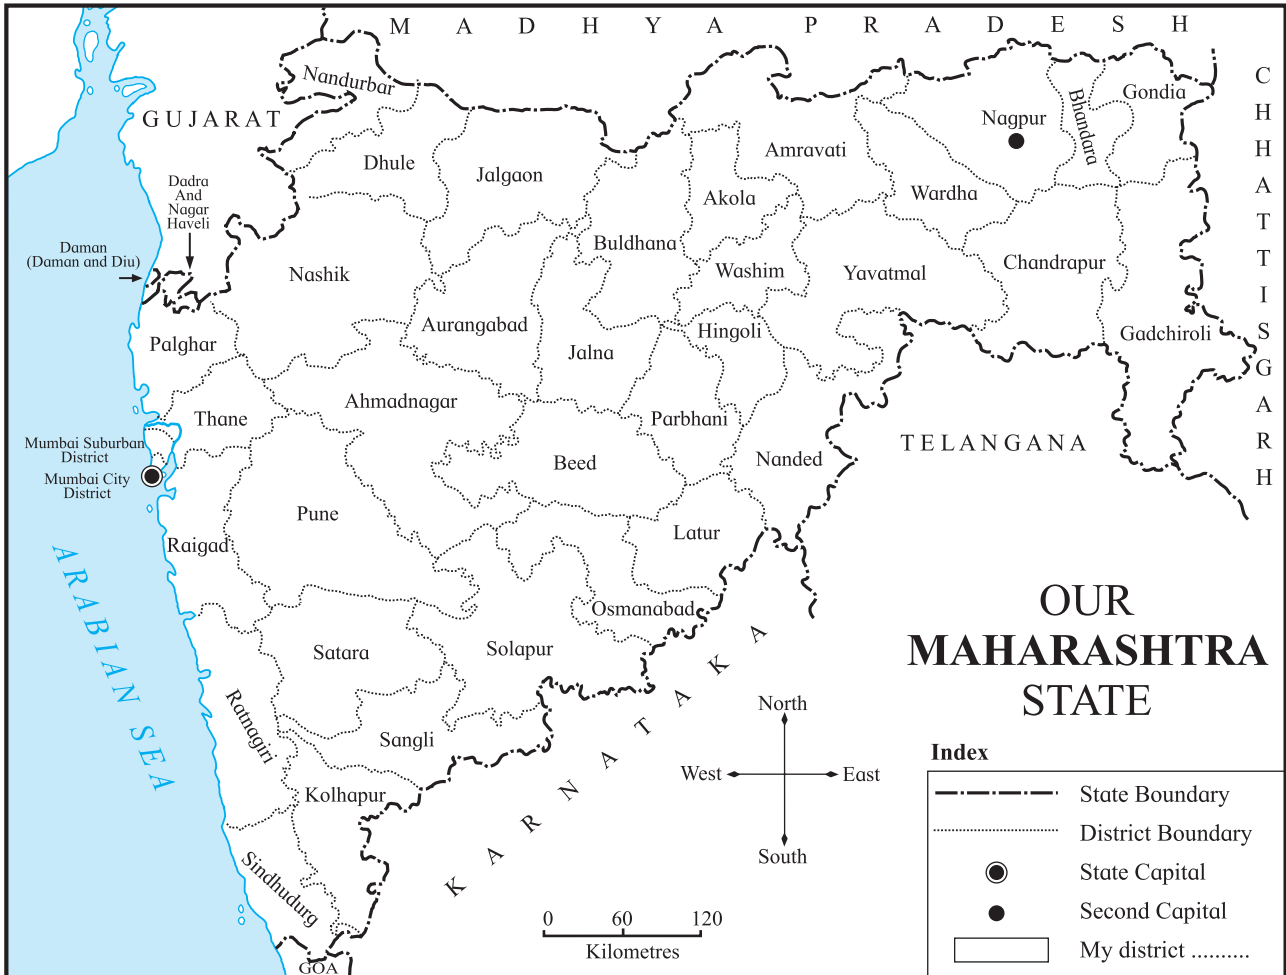 MADHYA PRADESH
CHHATTISGARH
GUJARAT
Nandurbar
Dhule
Jalgaon
Amravati
Nagpur
Bhandara
Gondia
Dadra
And
Nagar
Haveli
Daman
(Daman and Diu)
Nashik
Buldhana
Akola
Washim
Wardha
Yavatmal
Chandrapur
Gadchiroli
Palghar
Aurangabad
Jalna
Hingoli
Thane
Ahmadnagar
Parbhani
TELANGANA
Mumbai Suburban
District
Mumbai City
District
Beed
Nanded
Pune
Latur
Raigad
ARABIAN SEA
Osmanabad
Satara
Solapur
Ratnagiri
Sangli
Kolhapur
Sindhudurg
KARNATAKA
GOA
OUR
MAHARASHTRA
STATE
North
West East
South
0 60 120
Kilometres
Index
State Boundary
District Boundary
State Capital
Second Capital
My district ..........